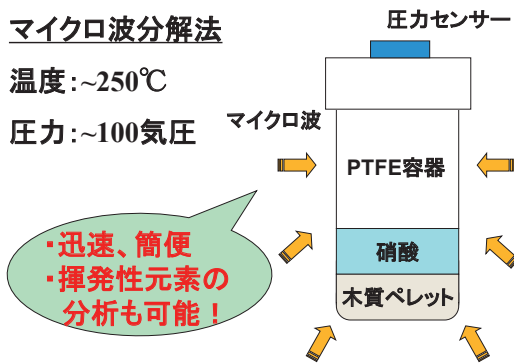 マイクロ波分解法
温度：~250℃
圧力：~100気圧
圧力センサー
マイクロ波
PTFE容器
硝酸
木質ペレット
・迅速、簡便
・揮発性元素の
分析も可能！